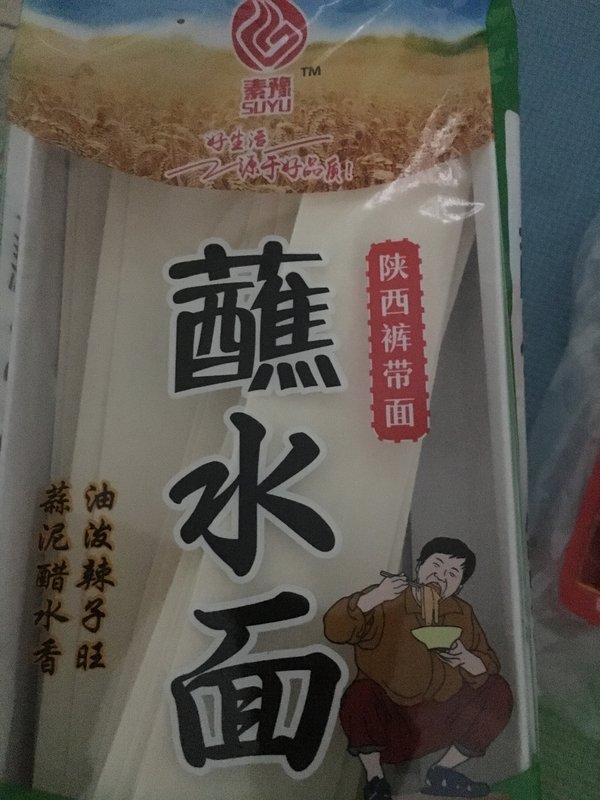 素豫
SUYU
TM
好生活
源于好品质!
陕西裤带面
蘸水面
油泼辣子旺
蒜泥醋水香